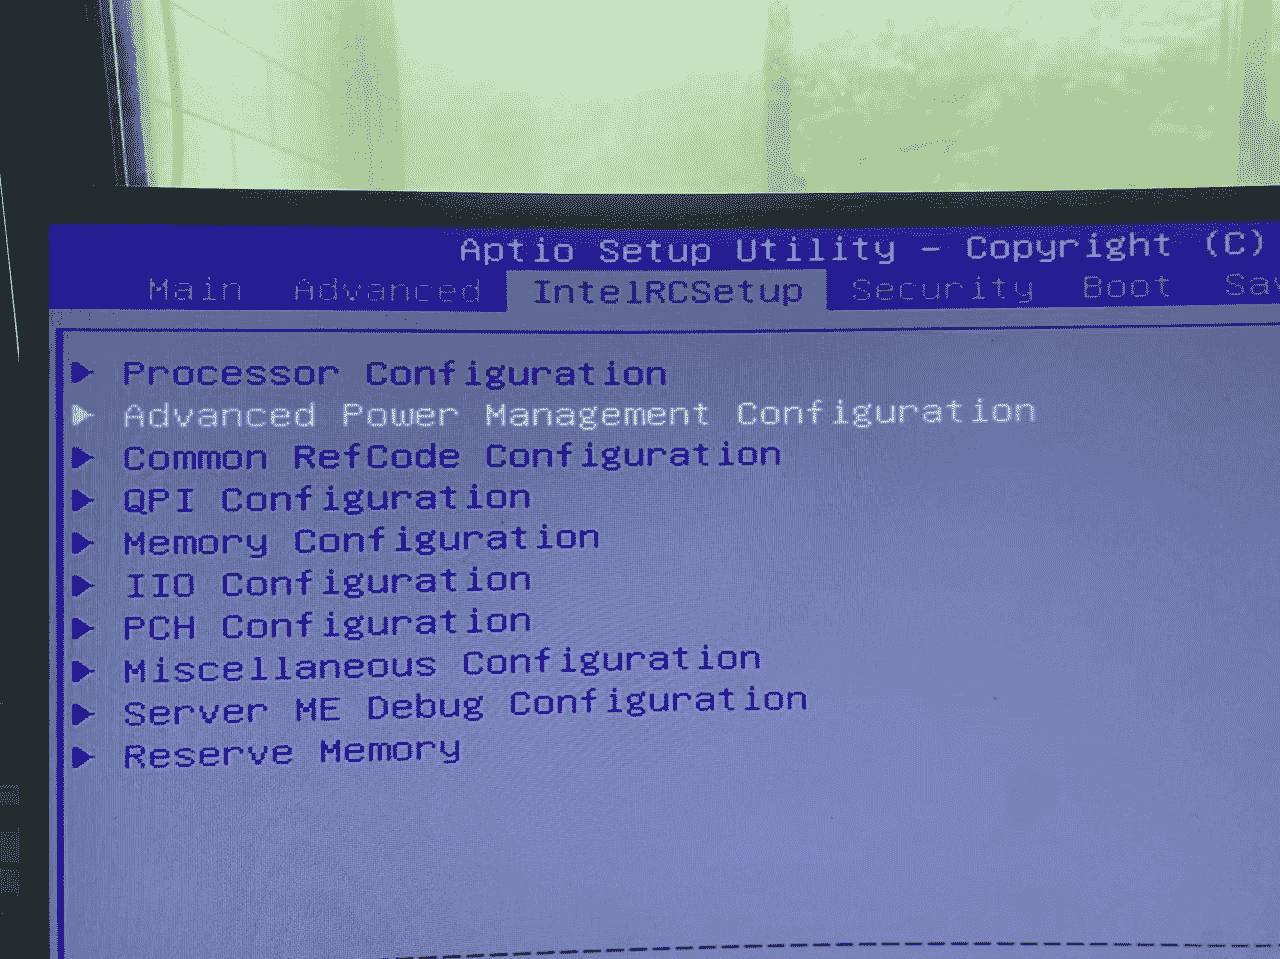 Aptio Setup Utility – Copyright (C)
Main Advanced IntelRCSetup Security Boot
Processor Configuration
Advanced Power Management Configuration
Common RefCode Configuration
QPI Configuration
Memory Configuration
IIO Configuration
PCH Configuration
Miscellaneous Configuration
Server ME Debug Configuration
Reserve Memory